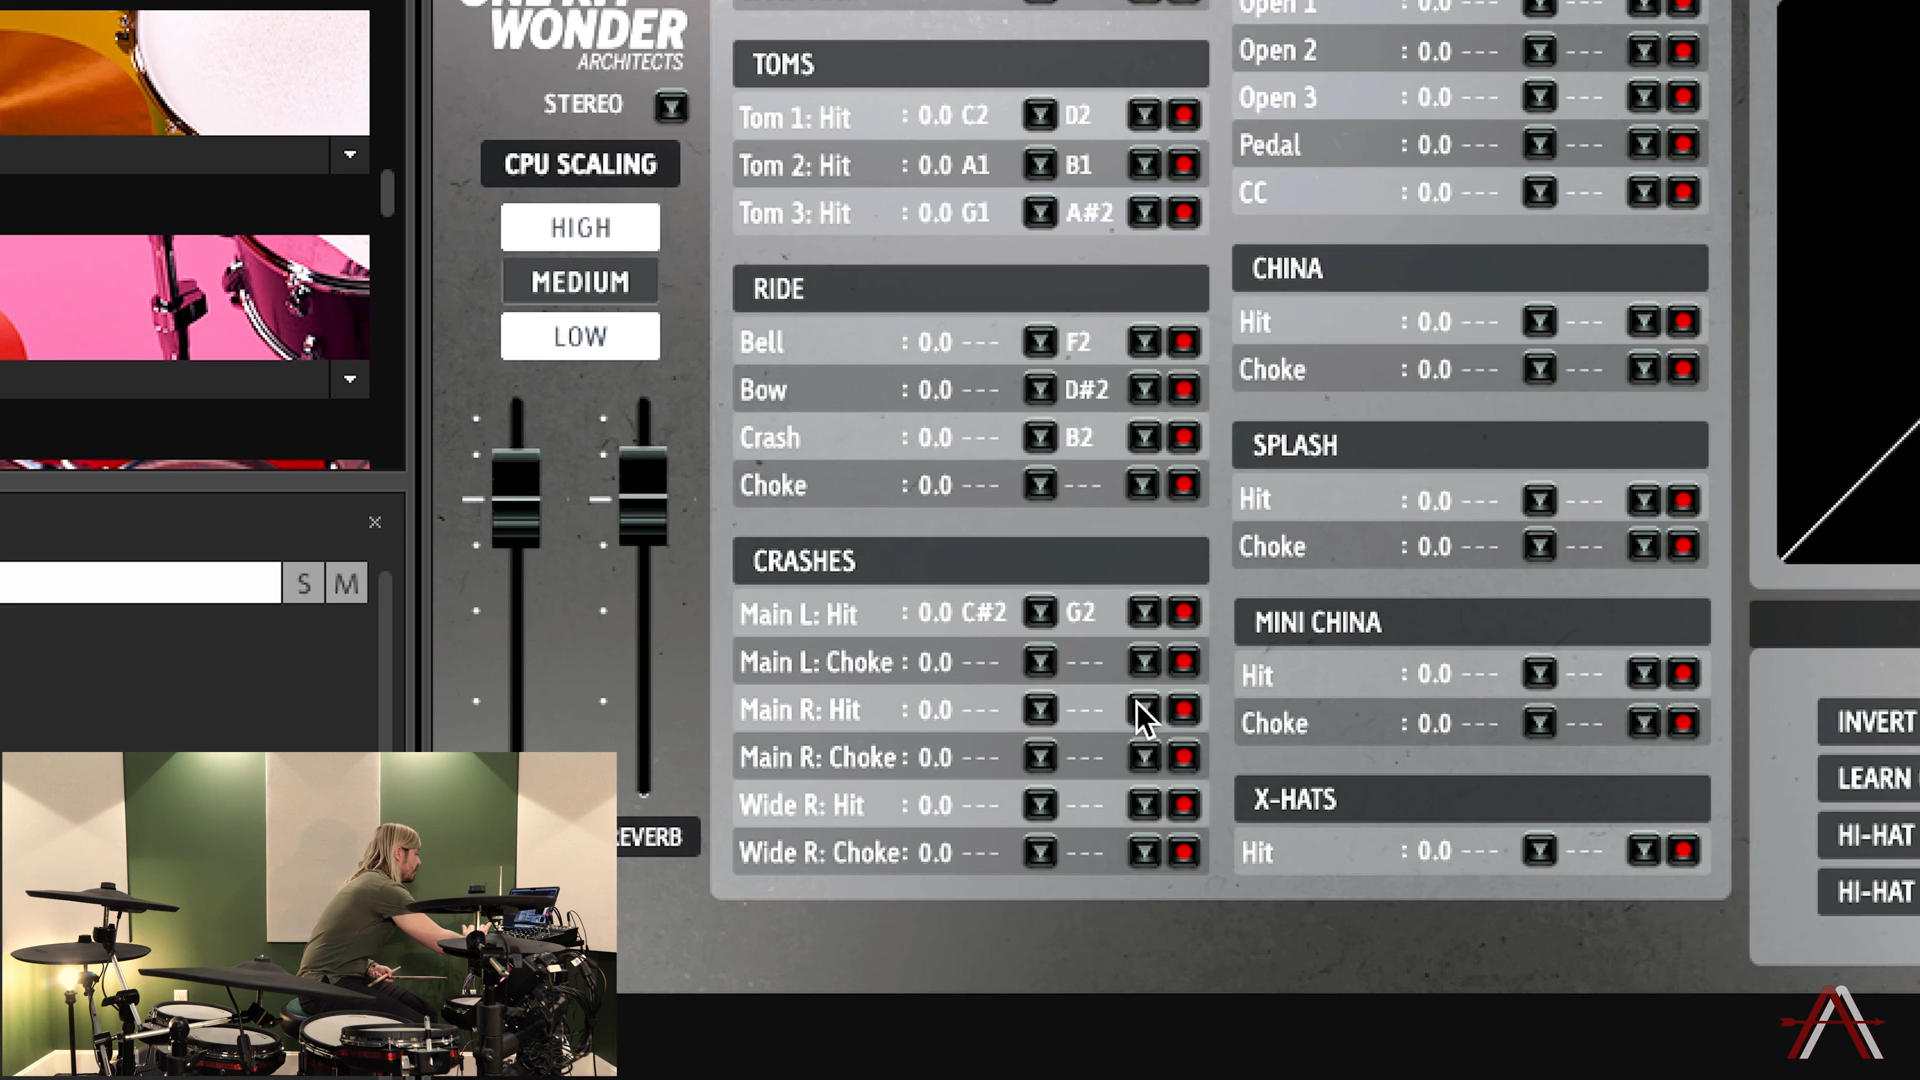 WONDER
ARCHITECTS
STEREO
CPU SCALING
HIGH
MEDIUM
LOW
S M
REVERB
TOMS
Tom 1: Hit : 0.0 C2 D2
Tom 2: Hit : 0.0 A1 B1
Tom 3: Hit : 0.0 G1 A#2
RIDE
Bell : 0.0 --- F2
Bow : 0.0 --- D#2
Crash : 0.0 --- B2
Choke : 0.0 --- ---
CRASHES
Main L: Hit : 0.0 C#2 G2
Main L: Choke : 0.0 --- ---
Main R: Hit : 0.0 --- ---
Main R: Choke : 0.0 --- ---
Wide R: Hit : 0.0 --- ---
Wide R: Choke: 0.0 --- ---
Open 1 : 0.0 --- ---
Open 2 : 0.0 --- ---
Open 3 : 0.0 --- ---
Pedal : 0.0 --- ---
CC : 0.0 --- ---
CHINA
Hit : 0.0 --- ---
Choke : 0.0 --- ---
SPLASH
Hit : 0.0 --- ---
Choke : 0.0 --- ---
MINI CHINA
Hit : 0.0 --- ---
Choke : 0.0 --- ---
X-HATS
Hit : 0.0 --- ---
INVERT
LEARN
HI-HAT
HI-HAT